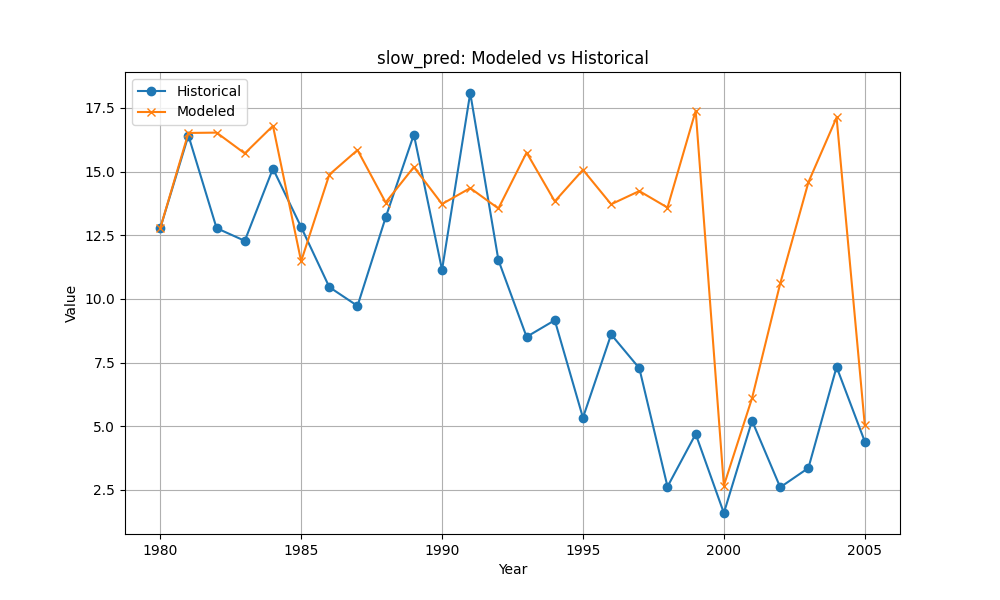 slow_pred: Modeled vs Historical
Historical
Modeled
Value
17.5
15.0
12.5
10.0
7.5
5.0
2.5
1980 1985 1990 1995 2000 2005
Year